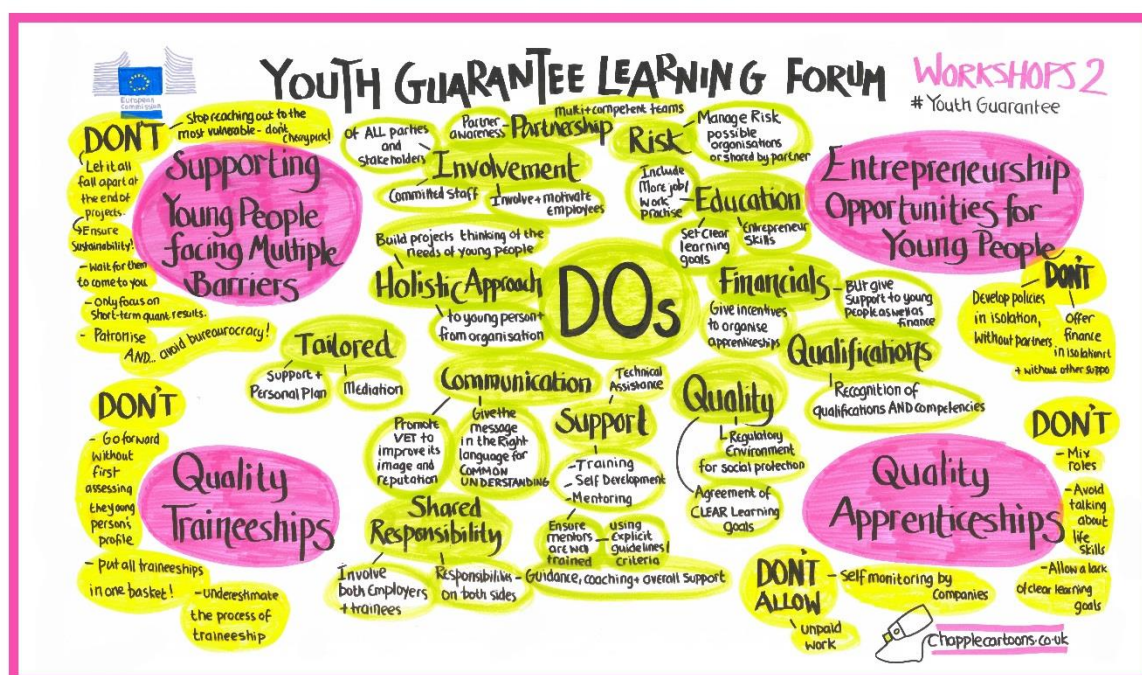 European
Commission
YOUTH GUARANTEE LEARNING FORUM
WORKSHOPS 2
# Youth Guarantee
DON'T
- Stop reaching out to the
most vulnerable - don't
cherrypick!
Let it all
fall apart at
the end of
projects.
↳ Ensure
Sustainability!
- Wait for them
to come to you
- Only focus on
Short-term quant results.
- Patronise
AND... avoid bureaurocracy!
Supporting
Young People
facing Multiple
Barriers
of ALL parties
and
stakeholders
Involvement
Committed Staff
Involve + motivate
employees
Partner
awareness
Partnership
multi + competent teams
Risk
Manage Risk
possible
organisations
or shared by partner
Include
More job/
work
practise
Education
Set Clear
learning
goals
Entrepreneur
Skills
Entrepreneurship
Opportunities for
Young People
DON'T
Develop policies
in isolation,
without partners
Offer
finance
in isolation
+ without other suppo
Build projects thinking of the
needs of Young People
Holistic Approach
to young person +
from organisation
DOs
Financials
- BUT give
Support to young
People as well as
finance
Give incentives
to organise
apprenticeships
Qualifications
Recognition of
qualifications AND competencies
Tailored
Support +
Personal Plan
Mediation
Communication
Promote
VET to
improve its
image and
reputation
Give the
message
in the Right
language for
COMMON
UNDERSTANDING
Technical
Assistance
Support
- Training
- Self Development
- Mentoring
Ensure
mentors
are well
trained
using
explicit
guidelines/
criteria
Quality
Regulatory
Environment
for social protection
Agreement of
CLEAR Learning
goals
Shared
Responsibility
Involve
both Employers
+ trainees
Responsibilities
on both sides
- Guidance, coaching + overall support
DON'T
- Go forward
without
first
assessing
the young
person's
profile
- Put all traineeships
in one basket!
- Underestimate
the process of
traineeship
Quality
Traineeships
Quality
Apprenticeships
DON'T
- Mix
roles
- Avoid
talking
about
life
skills
- Allow a lack
of clear learning
goals
DON'T
ALLOW
- Self monitoring by
companies
unpaid
work
Chapplecartoons.co.uk